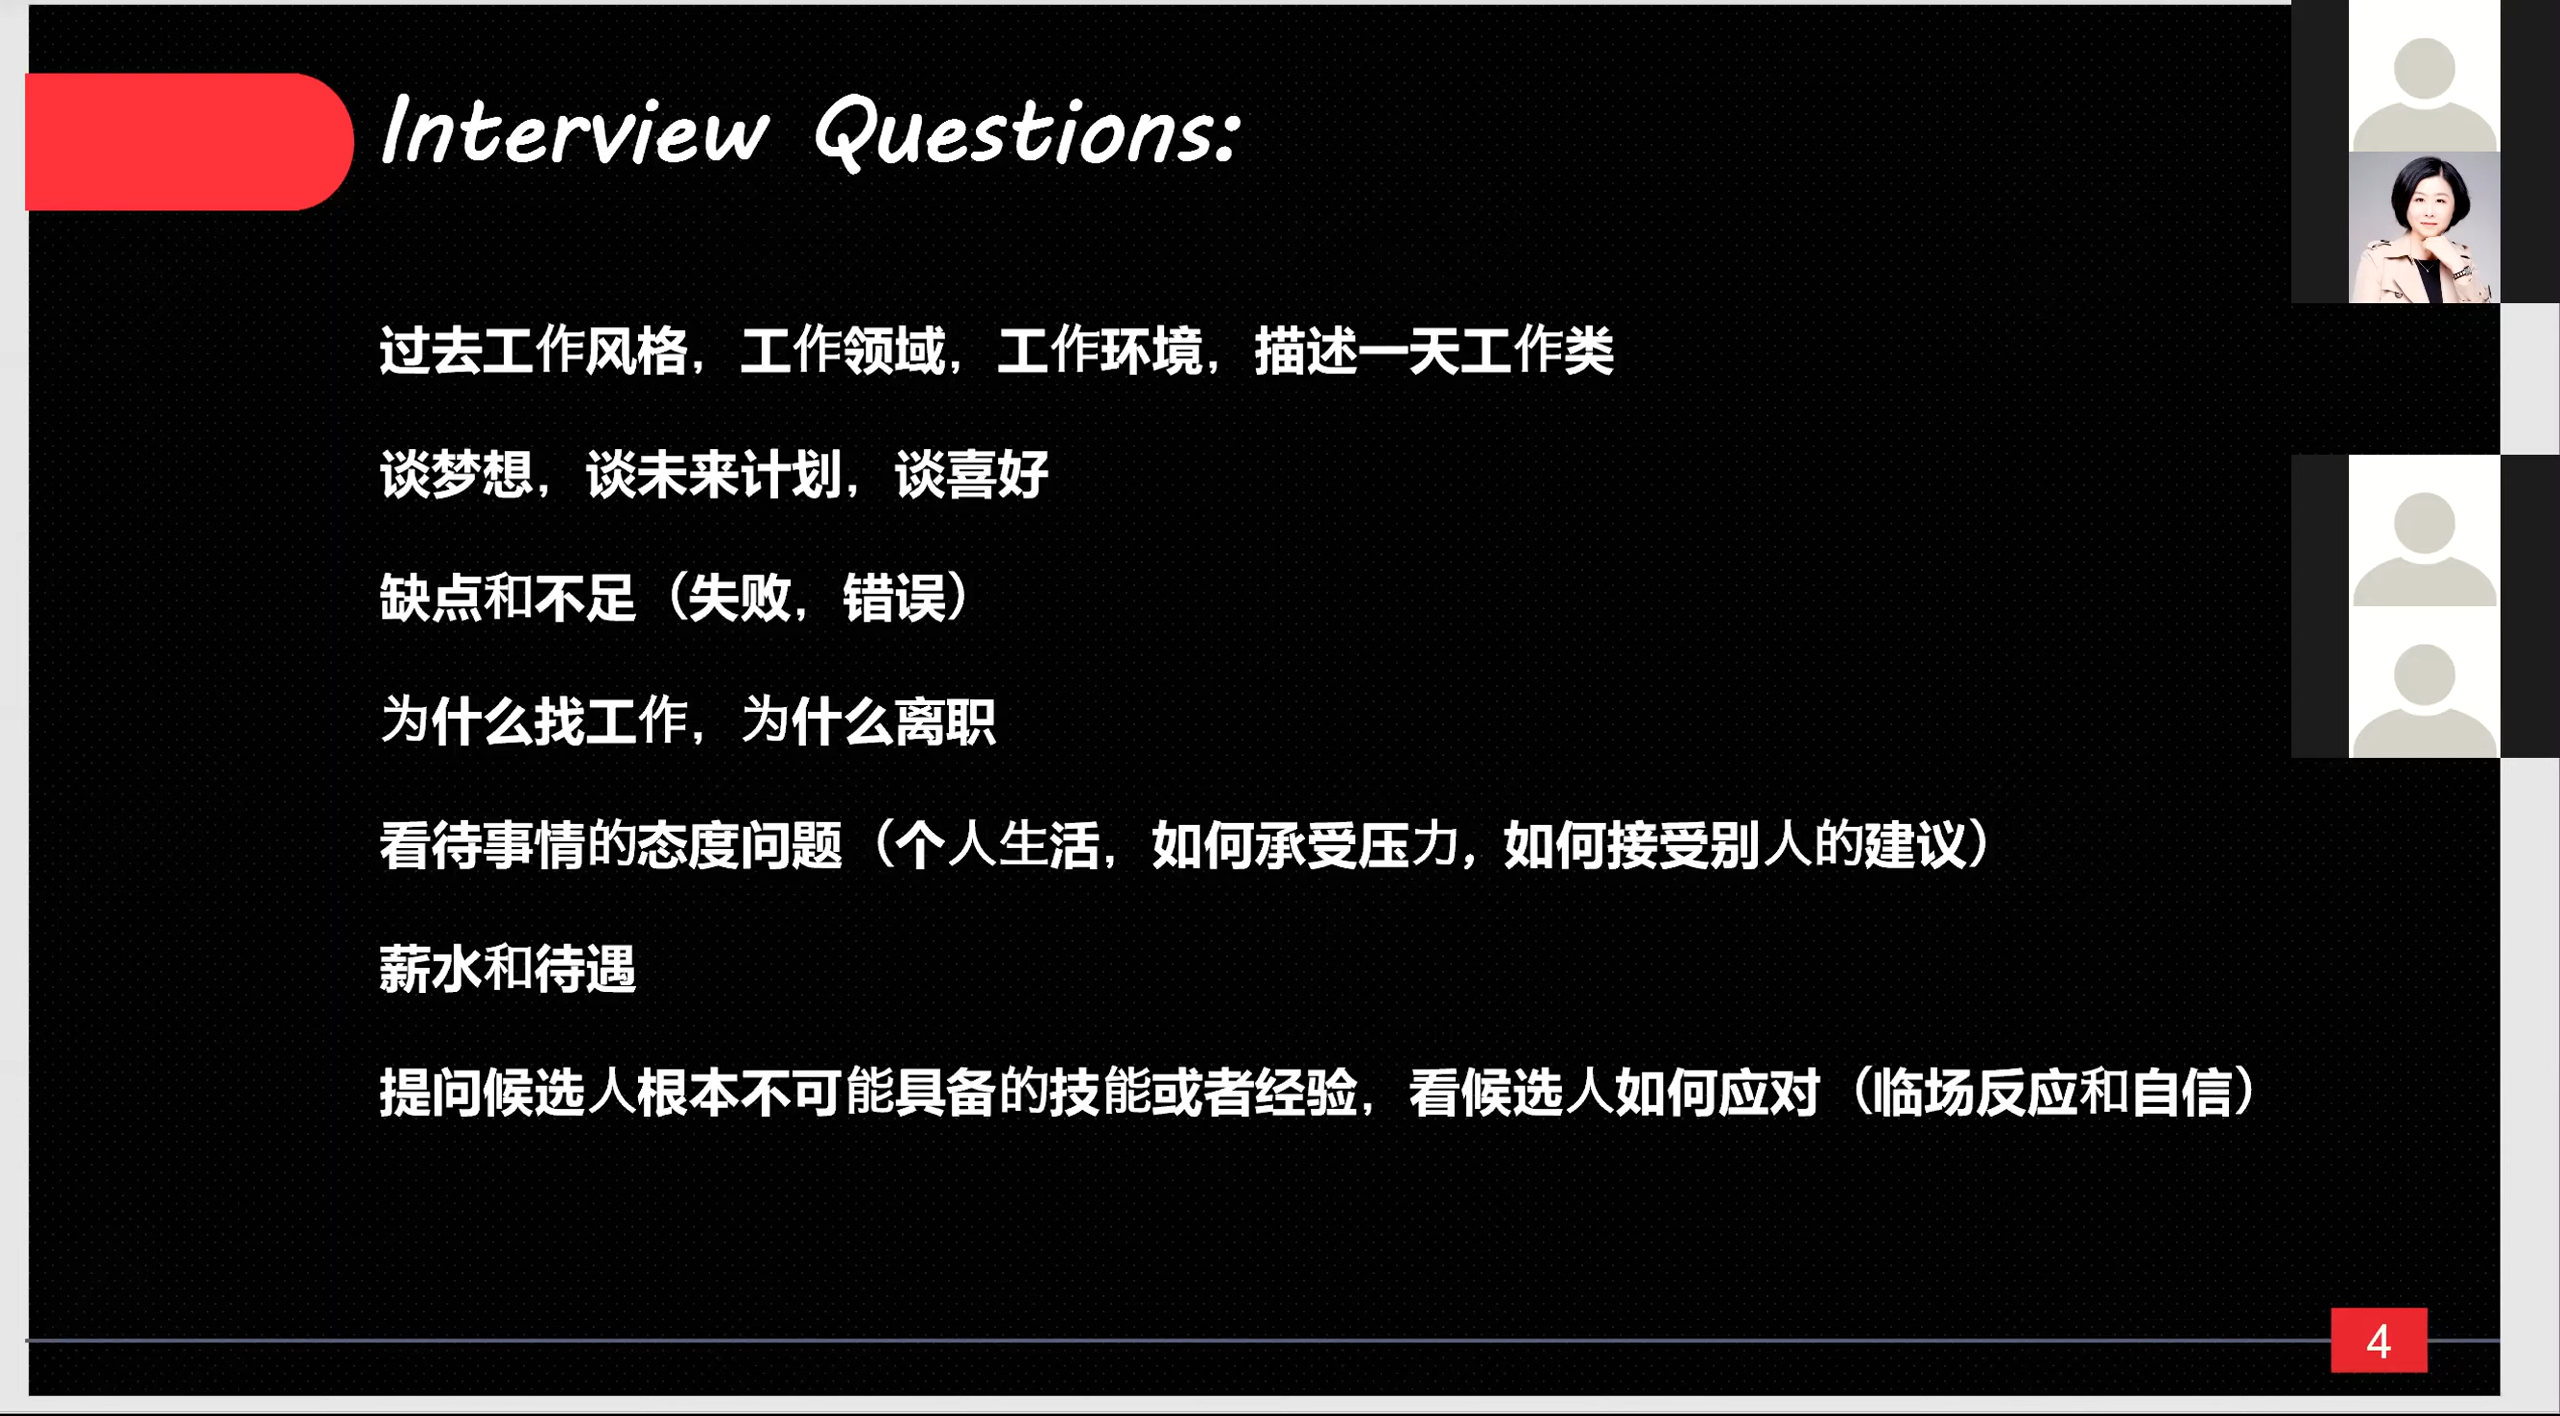 Interview Questions:
过去工作风格，工作领域，工作环境，描述一天工作类
谈梦想，谈未来计划，谈喜好
缺点和不足（失败，错误）
为什么找工作，为什么离职
看待事情的态度问题（个人生活，如何承受压力，如何接受别人的建议）
薪水和待遇
提问候选人根本不可能具备的技能或者经验，看候选人如何应对（临场反应和自信）
4